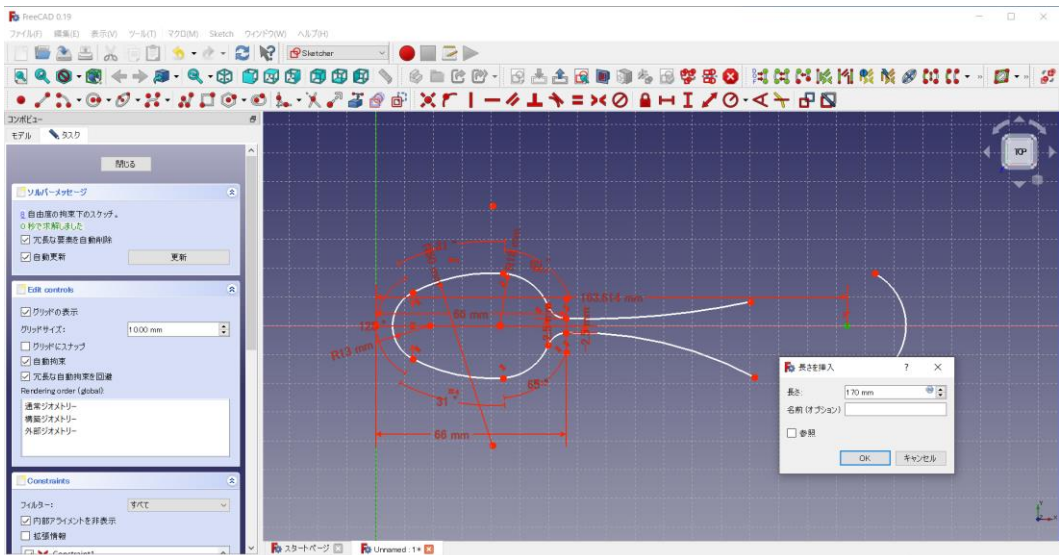 FreeCAD 0.19
ファイル(F) 編集(E) 表示(V) ツール(T) マクロ(M) Sketch ウィンドウ(W) ヘルプ(H)
Sketcher
コンボビュー
モデル タスク
閉じる
ソルバーメッセージ
自由度の拘束下のスケッチ。
0 秒で求解しました
冗長な要素を自動削除
自動更新 更新
Edit controls
グリッドの表示
グリッドサイズ: 10.00 mm
グリッドにスナップ
自動拘束
冗長な自動拘束を回避
Rendering order (global):
通常ジオメトリー
構築ジオメトリー
外部ジオメトリー
Constraints
フィルター: すべて
内部アライメントを非表示
拡張情報
Constraint1
TOP
163.614 mm
55 mm
R13 mm
31 °
65 °
66 mm
長さを挿入 ? ×
長さ: 170 mm
名前 (オプション)
参照
OK キャンセル
スタートページ Unnamed : 1*